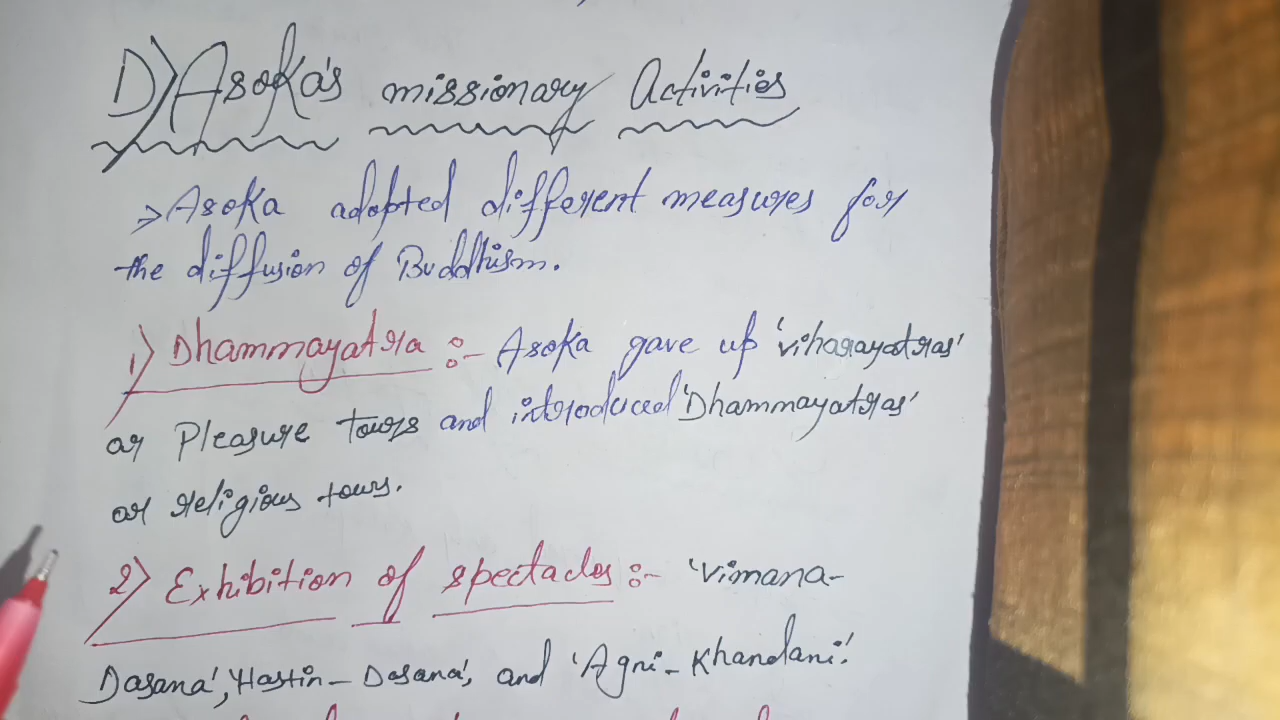 D) Asoka's missionary Activities
⇒ Asoka adopted different measures for
the diffusion of Buddhism.
1) Dhammayatra :- Asoka gave up 'viharayatras'
or Pleasure tours and introduced 'Dhammayatras'
or religious tours.
2) Exhibition of spectacles :- 'Vimana-
Dasana', 'Hastin-Dasana', and 'Agni-Khandani'.